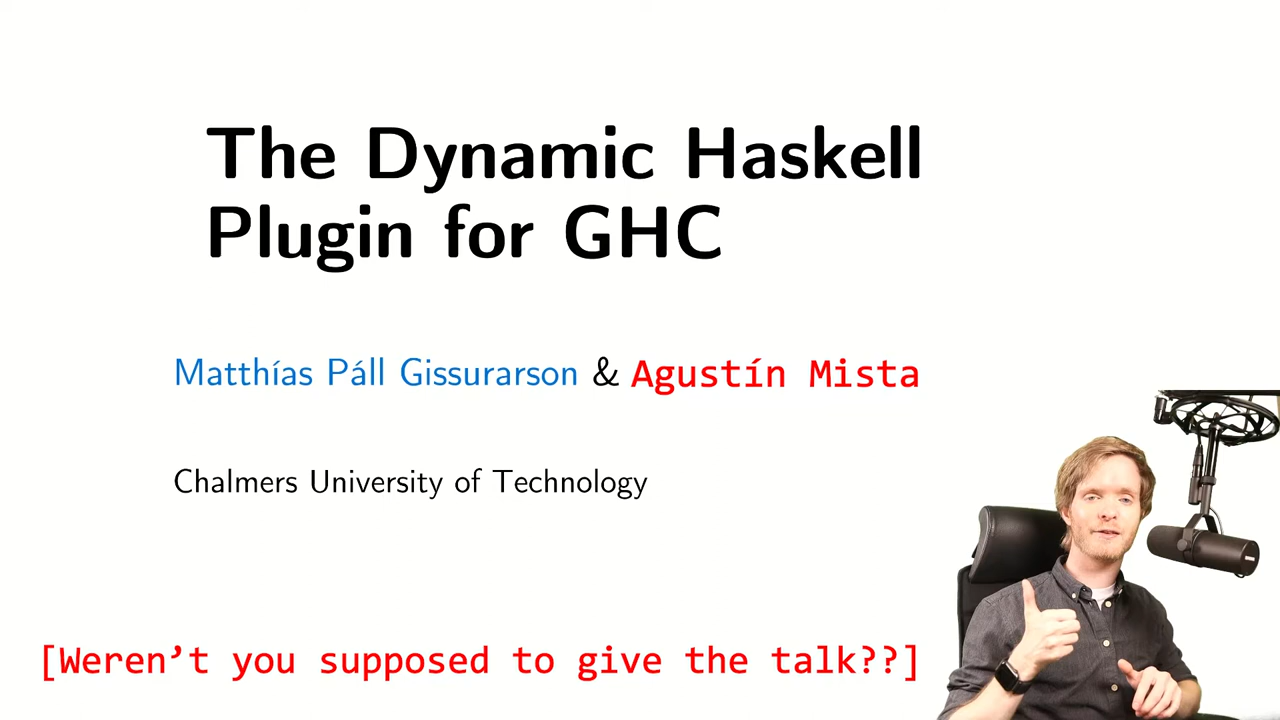 The Dynamic Haskell
Plugin for GHC
Matthías Páll Gissurarson & Agustín Mista
Chalmers University of Technology
[Weren’t you supposed to give the talk??]